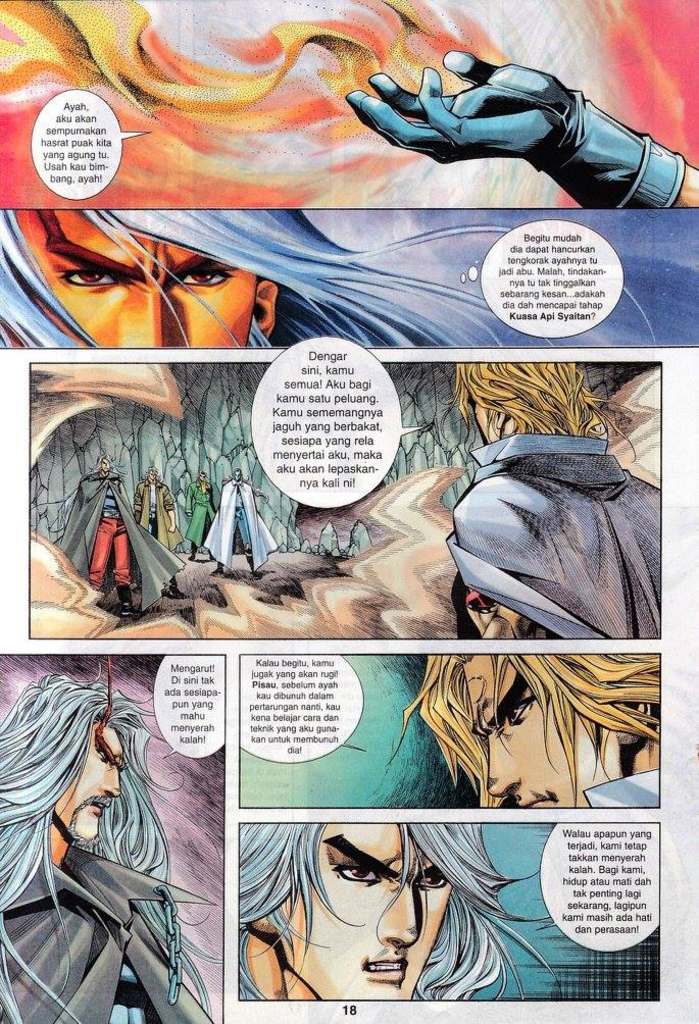 Ayah,
aku akan
sempurnakan
hasrat puak kita
yang agung tu.
Usah kau bim-
bang, ayah!
Begitu mudah
dia dapat hancurkan
tengkorak ayahnya tu
jadi abu. Malah, tindakan-
nya tu tak tinggalkan
sebarang kesan...adakah
dia dah mencapai tahap
Kuasa Api Syaitan?
Dengar
sini, kamu
semua! Aku bagi
kamu satu peluang.
Kamu sememangnya
jaguh yang berbakat,
sesiapa yang rela
menyertai aku, maka
aku akan lepaskan-
nya kali ni!
Mengarut!
Di sini tak
ada sesiapa-
pun yang
mahu
menyerah
kalah!
Kalau begitu, kamu
jugak yang akan rugi!
Pisau, sebelum ayah
kau dibunuh dalam
pertarungan nanti, kau
kena belajar cara dan
teknik yang aku guna-
kan untuk membunuh
dia!
Walau apapun yang
terjadi, kami tetap
takkan menyerah
kalah. Bagi kami,
hidup atau mati dah
tak penting lagi
sekarang, lagipun
kami masih ada hati
dan perasaan!
18